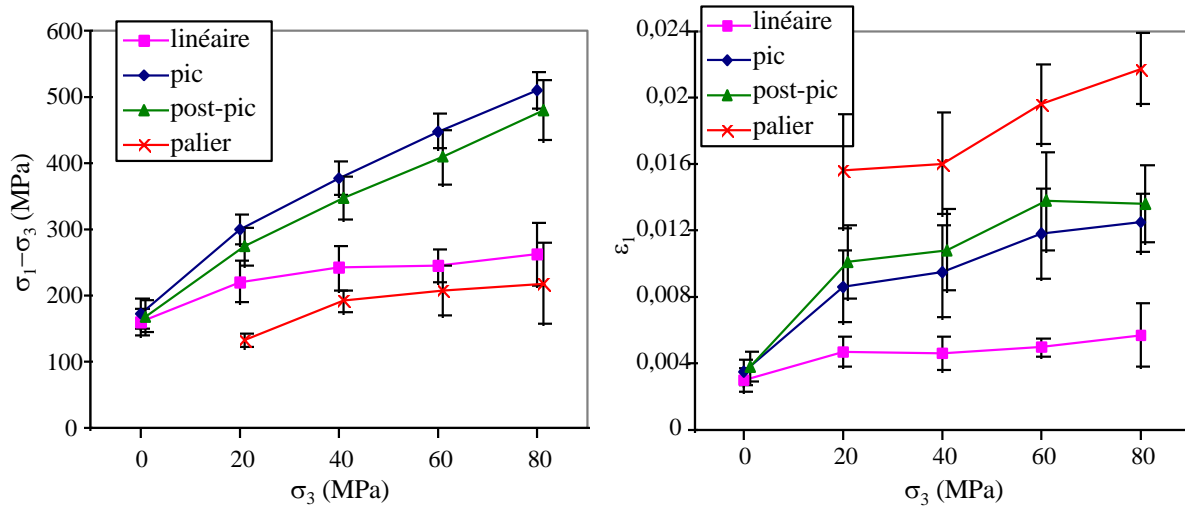 600
500
400
300
200
100
0
σ1−σ3 (MPa)
linéaire
pic
post-pic
palier
0 20 40 60 80
σ3 (MPa)
0,024
0,02
0,016
0,012
0,008
0,004
0
ε1
linéaire
pic
post-pic
palier
0 20 40 60 80
σ3 (MPa)